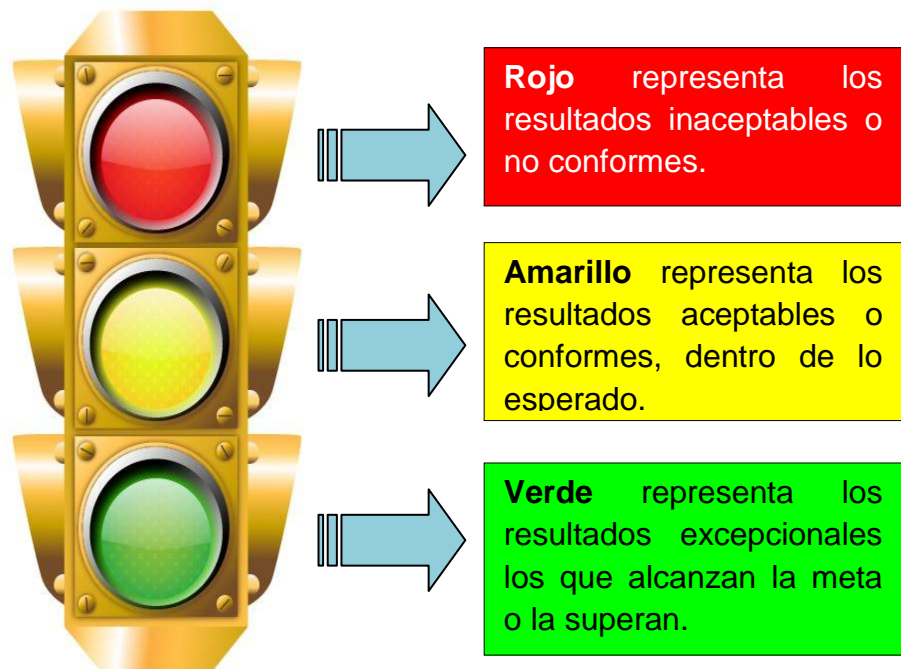 Rojo representa los
resultados inaceptables o
no conformes.
Amarillo representa los
resultados aceptables o
conformes, dentro de lo
esperado.
Verde representa los
resultados excepcionales
los que alcanzan la meta
o la superan.